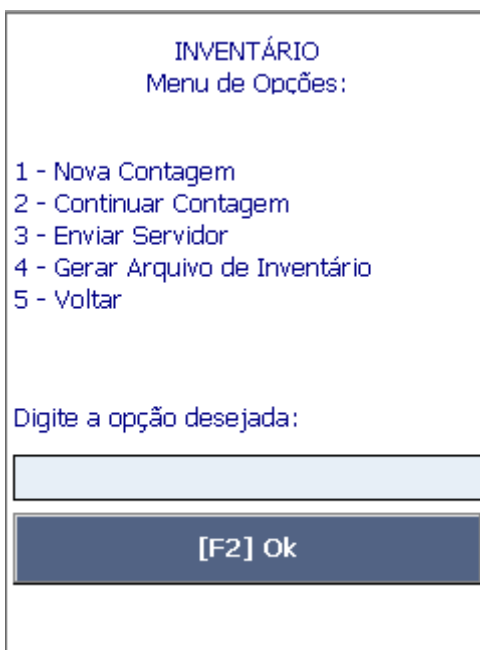 INVENTÁRIO
Menu de Opções:
1 - Nova Contagem
2 - Continuar Contagem
3 - Enviar Servidor
4 - Gerar Arquivo de Inventário
5 - Voltar
Digite a opção desejada:
[F2] Ok